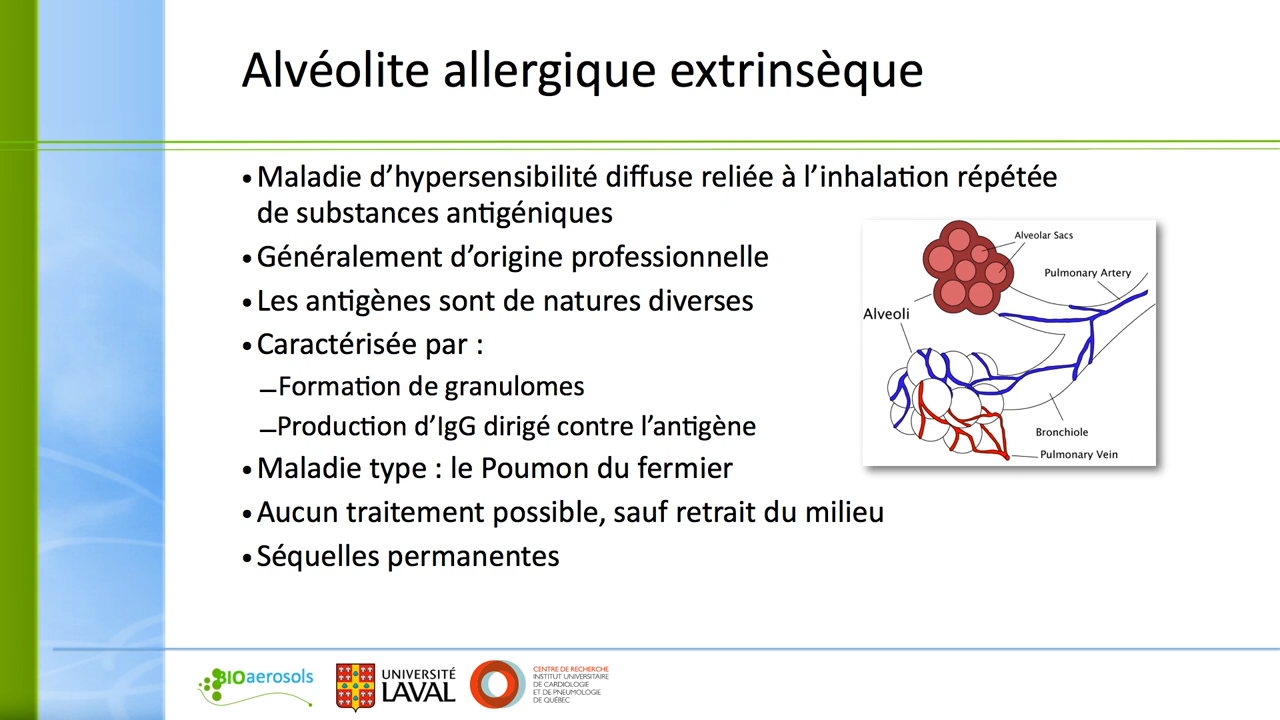 Alvéolite allergique extrinsèque
•Maladie d’hypersensibilité diffuse reliée à l’inhalation répétée
de substances antigéniques
•Généralement d’origine professionnelle
•Les antigènes sont de natures diverses
•Caractérisée par :
–Formation de granulomes
–Production d’IgG dirigé contre l’antigène
•Maladie type : le Poumon du fermier
•Aucun traitement possible, sauf retrait du milieu
•Séquelles permanentes
Alveolar Sacs
Pulmonary Artery
Alveoli
Bronchiole
Pulmonary Vein
BIOaerosols
UNIVERSITÉ
LAVAL
CENTRE DE RECHERCHE
INSTITUT UNIVERSITAIRE
DE CARDIOLOGIE
ET DE PNEUMOLOGIE
DE QUÉBEC